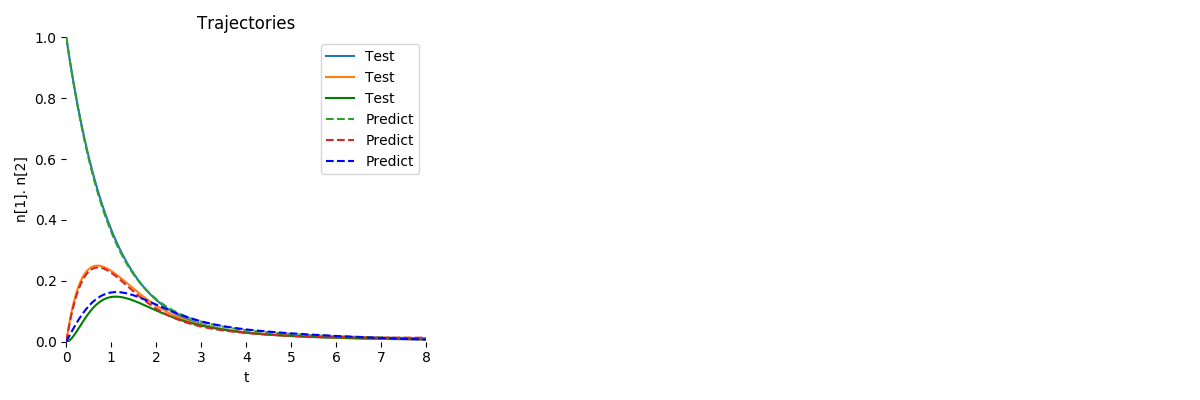 Trajectories
1.0
0.8
0.6
0.4
0.2
0.0
n[1]. n[2]
Test
Test
Test
Predict
Predict
Predict
0 1 2 3 4 5 6 7 8
t